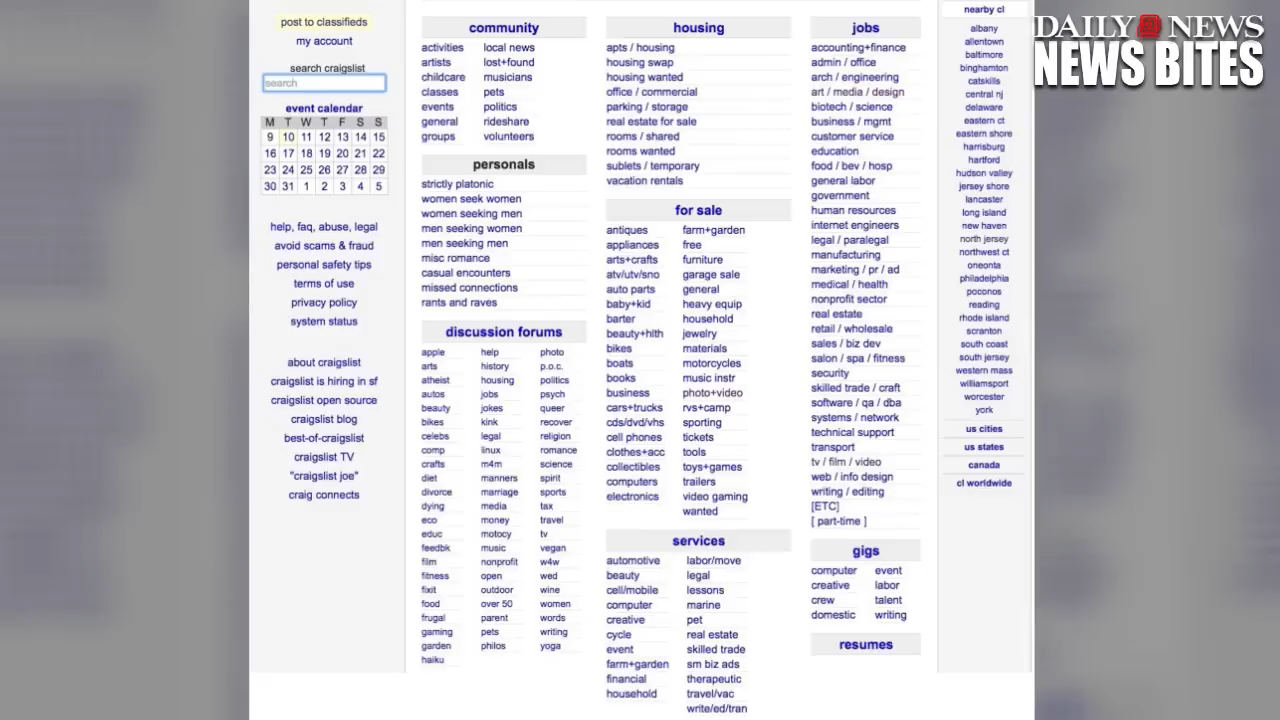 post to classifieds
my account
search craigslist
search
event calendar
M T W T F S S
9 10 11 12 13 14 15
16 17 18 19 20 21 22
23 24 25 26 27 28 29
30 31 1 2 3 4 5
help, faq, abuse, legal
avoid scams & fraud
personal safety tips
terms of use
privacy policy
system status
about craigslist
craigslist is hiring in sf
craigslist open source
craigslist blog
best-of-craigslist
craigslist TV
"craigslist joe"
craig connects
community
activities local news
artists lost+found
childcare musicians
classes pets
events politics
general rideshare
groups volunteers
personals
strictly platonic
women seek women
women seeking men
men seeking women
men seeking men
misc romance
casual encounters
missed connections
rants and raves
discussion forums
apple help photo
arts history p.o.c.
atheist housing politics
autos jobs psych
beauty jokes queer
bikes kink recover
celebs legal religion
comp linux romance
crafts m4m science
diet manners spirit
divorce marriage sports
dying media tax
eco money travel
educ motocy tv
feedbk music vegan
film nonprofit w4w
fitness open wed
fixit outdoor wine
food over 50 women
frugal parent words
gaming pets writing
garden philos yoga
haiku
housing
apts / housing
housing swap
housing wanted
office / commercial
parking / storage
real estate for sale
rooms / shared
rooms wanted
sublets / temporary
vacation rentals
for sale
antiques farm+garden
appliances free
arts+crafts furniture
atv/utv/sno garage sale
auto parts general
baby+kid heavy equip
barter household
beauty+hlth jewelry
bikes materials
boats motorcycles
books music instr
business photo+video
cars+trucks rvs+camp
cds/dvd/vhs sporting
cell phones tickets
clothes+acc tools
collectibles toys+games
computers trailers
electronics video gaming
wanted
services
automotive labor/move
beauty legal
cell/mobile lessons
computer marine
creative pet
cycle real estate
event skilled trade
farm+garden sm biz ads
financial therapeutic
household travel/vac
write/ed/tran
jobs
accounting+finance
admin / office
arch / engineering
art / media / design
biotech / science
business / mgmt
customer service
education
food / bev / hosp
general labor
government
human resources
internet engineers
legal / paralegal
manufacturing
marketing / pr / ad
medical / health
nonprofit sector
real estate
retail / wholesale
sales / biz dev
salon / spa / fitness
security
skilled trade / craft
software / qa / dba
systems / network
technical support
transport
tv / film / video
web / info design
writing / editing
[ETC]
[ part-time ]
gigs
computer event
creative labor
crew talent
domestic writing
resumes
nearby cl
albany
allentown
baltimore
binghamton
catskills
central nj
delaware
eastern ct
eastern shore
harrisburg
hartford
hudson valley
jersey shore
lancaster
long island
new haven
north jersey
northwest ct
oneonta
philadelphia
poconos
reading
rhode island
scranton
south coast
south jersey
western mass
williamsport
worcester
york
us cities
us states
canada
cl worldwide
DAILY NEWS
NEWS BITES